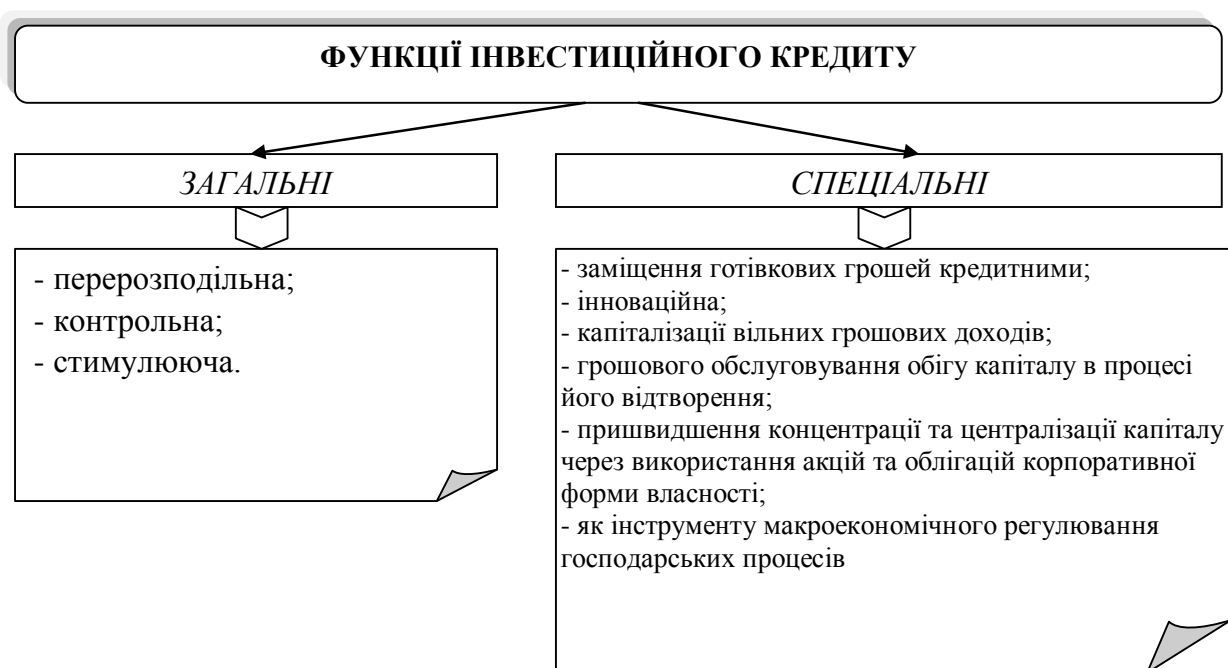 ФУНКЦІЇ ІНВЕСТИЦІЙНОГО КРЕДИТУ
ЗАГАЛЬНІ
- перерозподільна;
- контрольна;
- стимулююча.
СПЕЦІАЛЬНІ
- заміщення готівкових грошей кредитними;
- інноваційна;
- капіталізації вільних грошових доходів;
- грошового обслуговування обігу капіталу в процесі
його відтворення;
- пришвидшення концентрації та централізації капіталу
через використання акцій та облігацій корпоративної
форми власності;
- як інструменту макроекономічного регулювання
господарських процесів